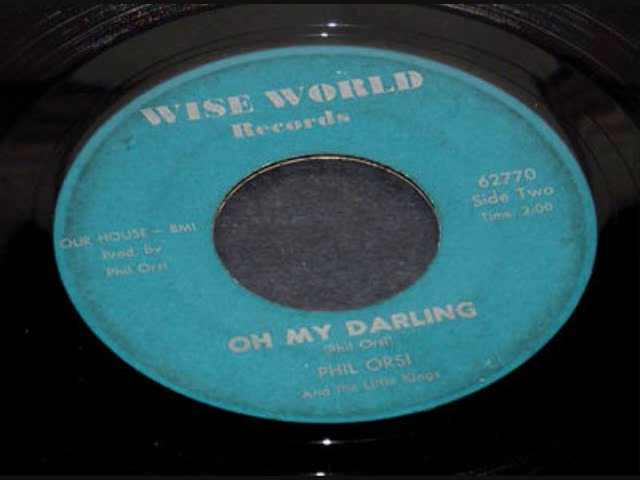 WISE WORLD
Records
62770
Side Two
Time: 2:00
OUR HOUSE - BMI
Prod. by
Phil Orsi
OH MY DARLING
(Phil Orsi)
PHIL ORSI
And the Little Kings